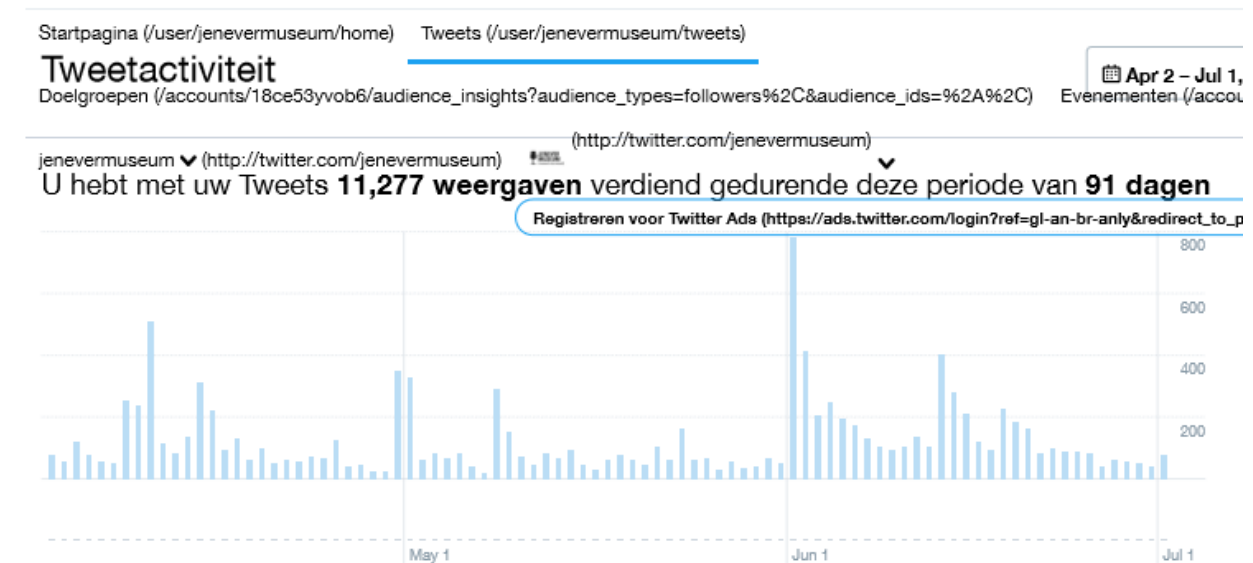 Startpagina (/user/jenevermuseum/home) Tweets (/user/jenevermuseum/tweets)
Tweetactiviteit
Apr 2 – Jul 1,
Doelgroepen (/accounts/18ce53yvob6/audience_insights?audience_types=followers%2C&audience_ids=%2A%2C) Evenementen (/accou
(http://twitter.com/jenevermuseum)
jenevermuseum (http://twitter.com/jenevermuseum)
U hebt met uw Tweets 11,277 weergaven verdiend gedurende deze periode van 91 dagen
Registreren voor Twitter Ads (https://ads.twitter.com/login?ref=gl-an-br-anly&redirect_to_p
800
600
400
200
May 1 Jun 1 Jul 1